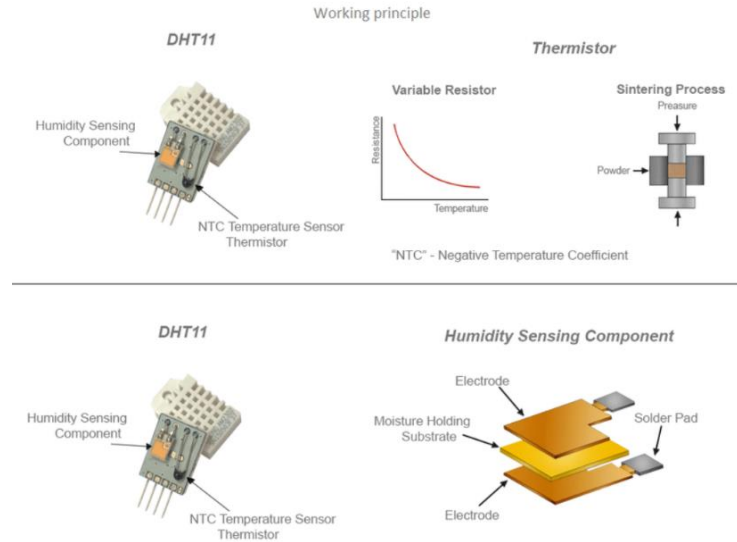 Working principle
DHT11
Thermistor
Variable Resistor
Sintering Process
Preasure
Humidity Sensing
Component
Resistance
Powder
Temperature
NTC Temperature Sensor
Thermistor
"NTC" - Negative Temperature Coefficient
DHT11
Humidity Sensing Component
Electrode
Humidity Sensing
Component
Moisture Holding
Substrate
Solder Pad
NTC Temperature Sensor
Thermistor
Electrode